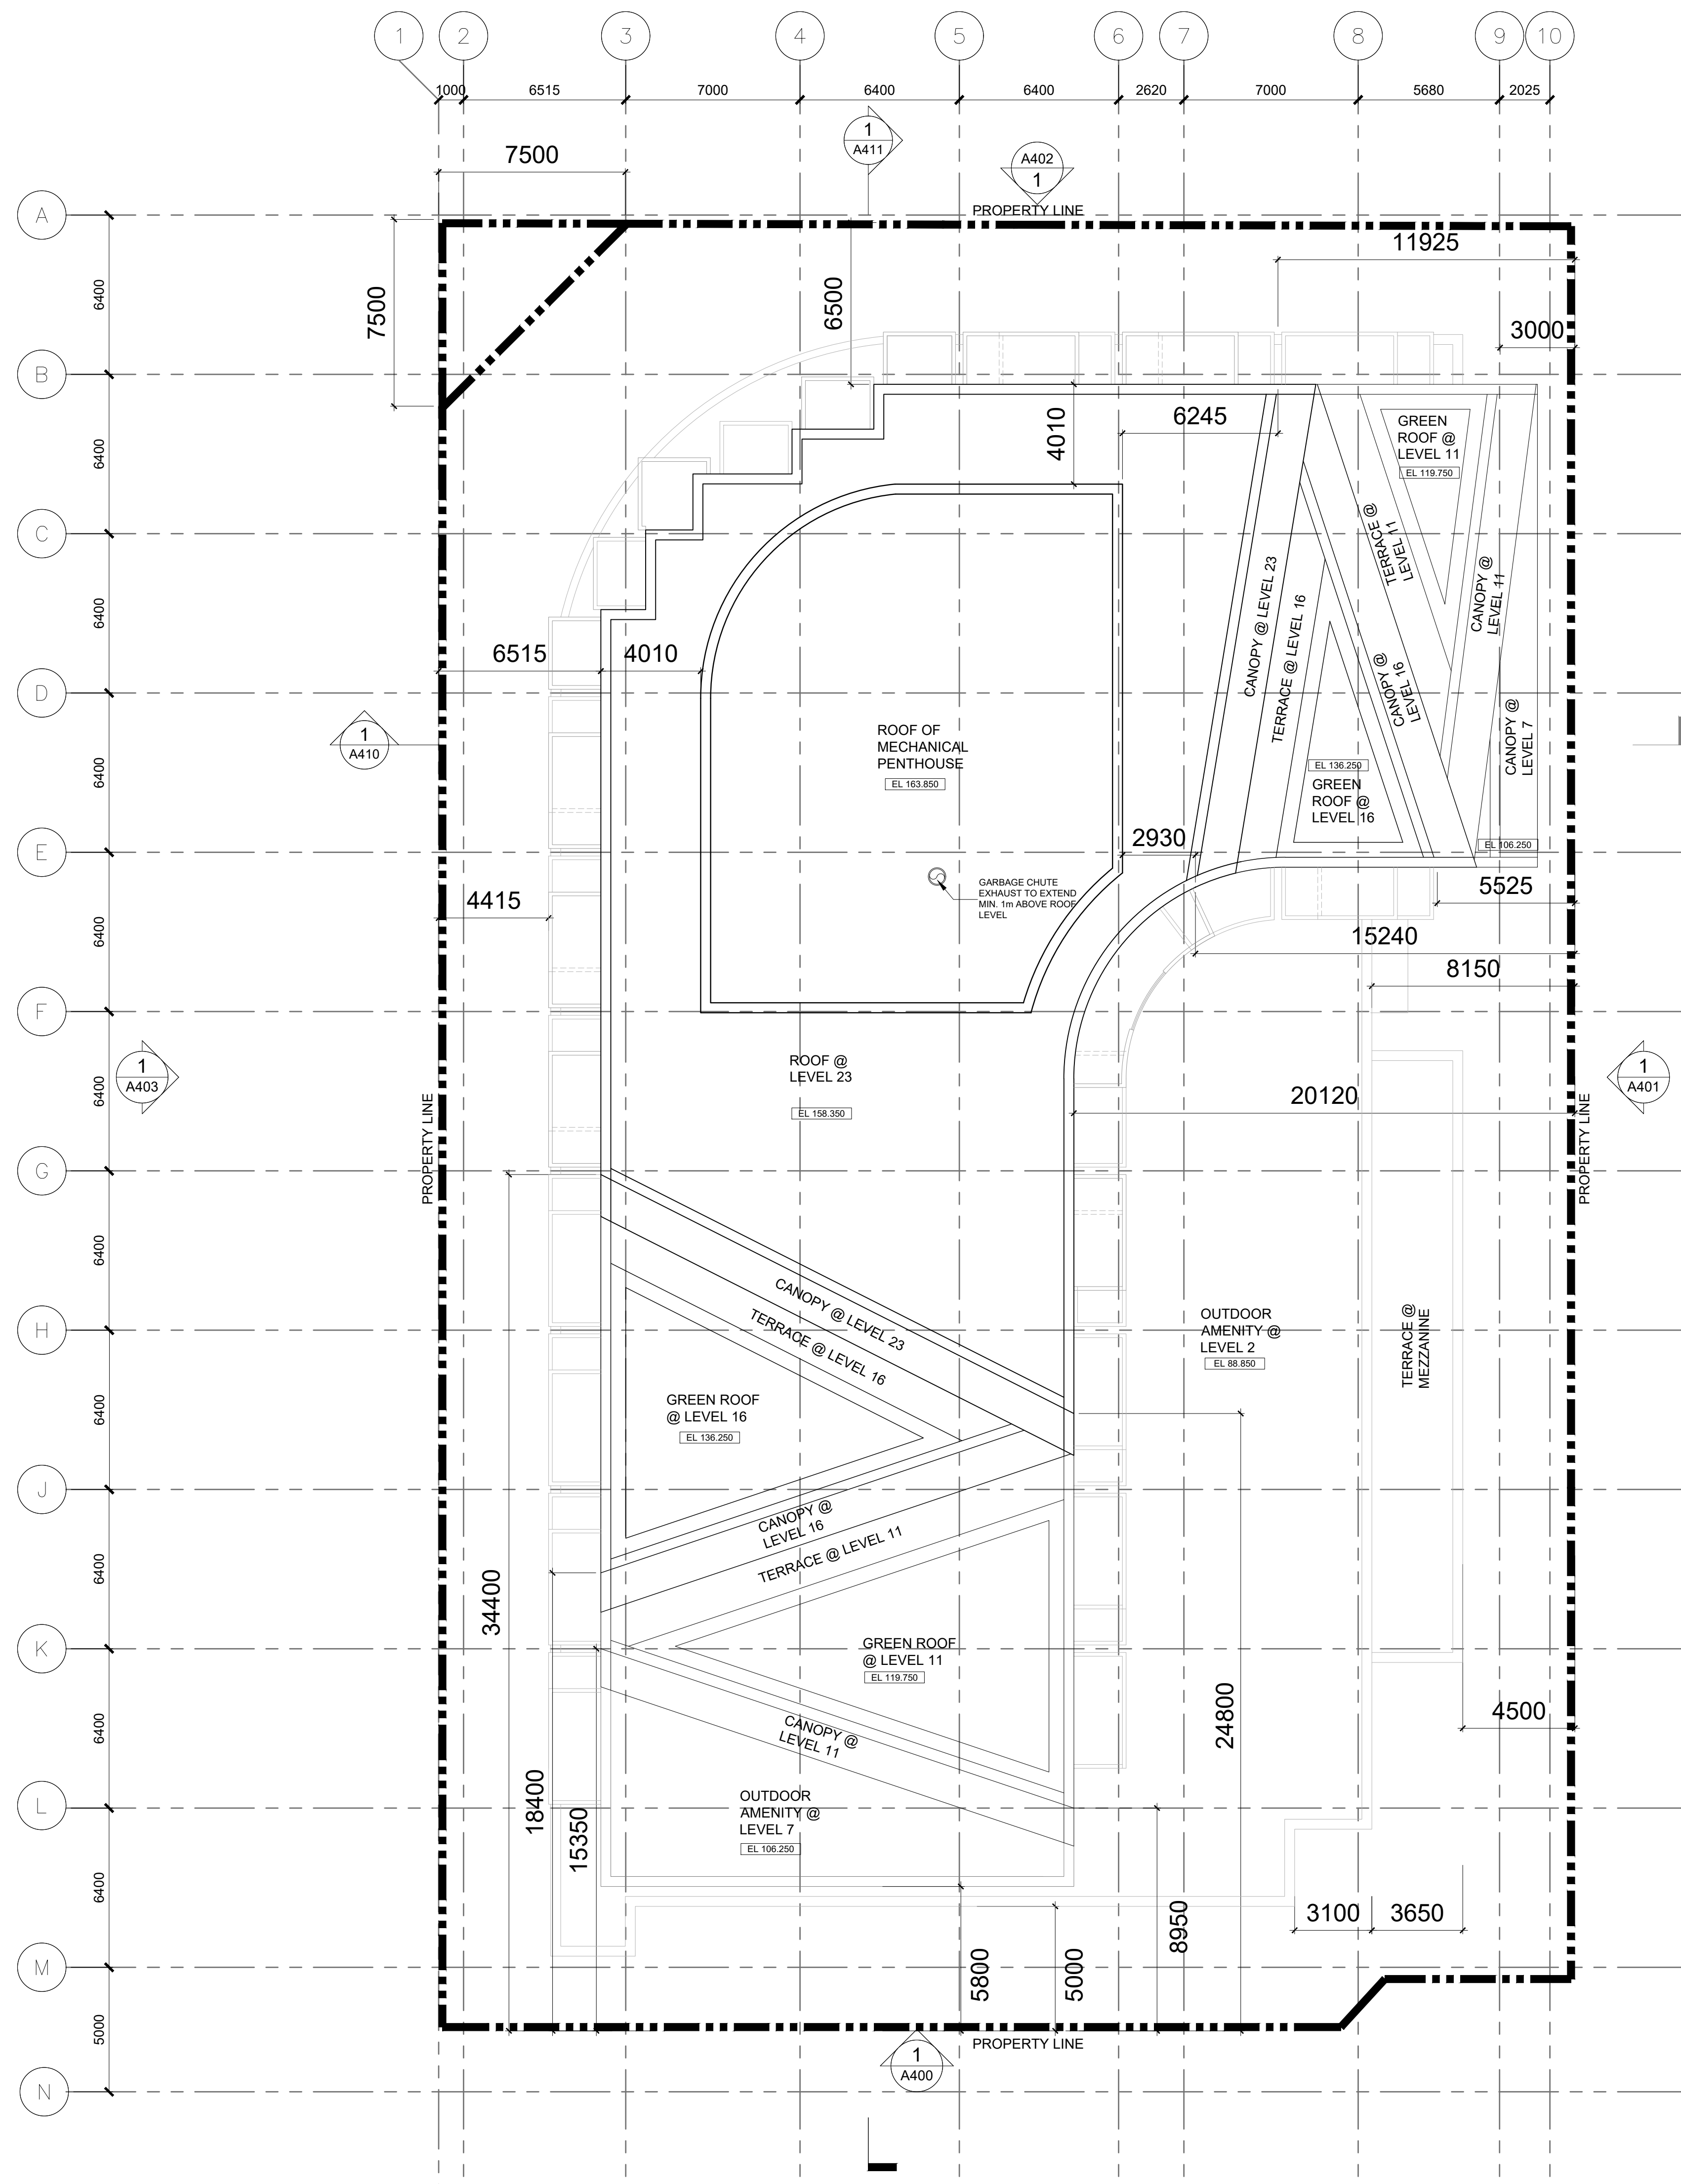 1
2
3
4
5
6
7
8
9
10
1000
6515
7000
6400
6400
2620
7000
5680
2025
1
A411
A402
1
7500
PROPERTY LINE
A
11925
6400
7500
6500
3000
B
6245
4010
GREEN
ROOF @
LEVEL 11
EL 119.750
6400
C
TERRACE @
LEVEL 11
CANOPY @ LEVEL 23
TERRACE @ LEVEL 16
CANOPY @
LEVEL 11
6400
6515
4010
CANOPY @
LEVEL 16
CANOPY @
LEVEL 7
D
1
A410
ROOF OF
MECHANICAL
PENTHOUSE
EL 163.850
EL 136.250
GREEN
ROOF @
LEVEL 16
6400
2930
EL 106.250
E
GARBAGE CHUTE
EXHAUST TO EXTEND
MIN. 1m ABOVE ROOF
LEVEL
5525
4415
6400
15240
8150
F
ROOF @
LEVEL 23
EL 158.350
1
A403
1
A401
6400
20120
PROPERTY LINE
PROPERTY LINE
G
6400
CANOPY @ LEVEL 23
TERRACE @ LEVEL 16
OUTDOOR
AMENITY @
LEVEL 2
EL 88.850
TERRACE @
MEZZANNINE
H
GREEN ROOF
@ LEVEL 16
EL 136.250
6400
J
CANOPY @
LEVEL 16
TERRACE @ LEVEL 11
6400
34400
K
GREEN ROOF
@ LEVEL 11
EL 119.750
24800
4500
6400
CANOPY @
LEVEL 11
18400
15350
L
OUTDOOR
AMENITY @
LEVEL 7
EL 106.250
6400
8950
3100
3650
M
5800
5000
5000
PROPERTY LINE
1
A400
N